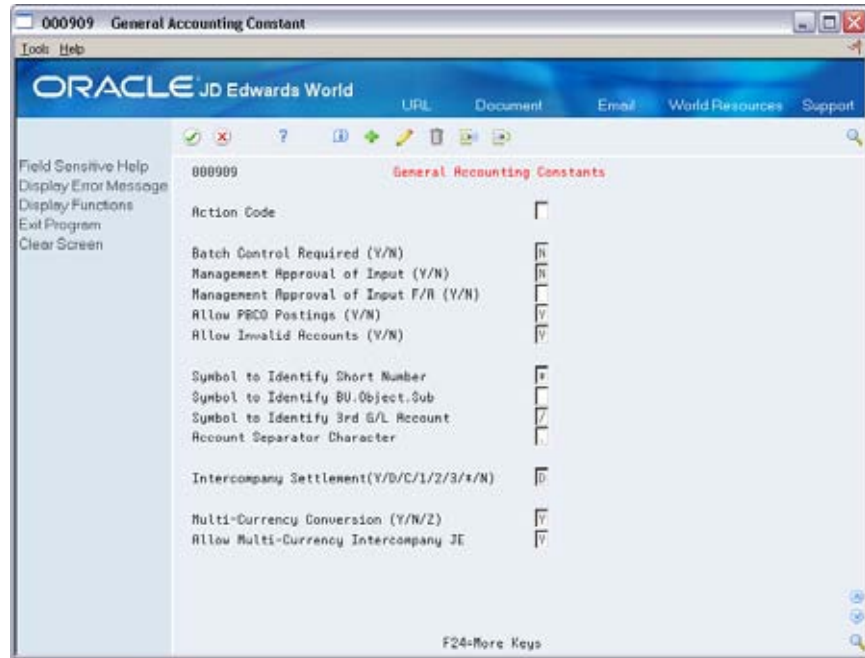 000909 General Accounting Constant
Tools Help
ORACLE JD Edwards World
URL Document Email World Resources Support
Field Sensitive Help
Display Error Message
Display Functions
Exit Program
Clear Screen
000909 General Accounting Constants
Action Code
Batch Control Required (Y/N) N
Management Approval of Input (Y/N) N
Management Approval of Input F/A (Y/N)
Allow PBCO Postings (Y/N) Y
Allow Invalid Accounts (Y/N) Y
Symbol to Identify Short Number *
Symbol to Identify BU.Object.Sub
Symbol to Identify 3rd G/L Account /
Account Separator Character .
Intercompany Settlement(Y/D/C/1/2/3/*/N) D
Multi-Currency Conversion (Y/N/Z) Y
Allow Multi-Currency Intercompany JE Y
F24=More Keys